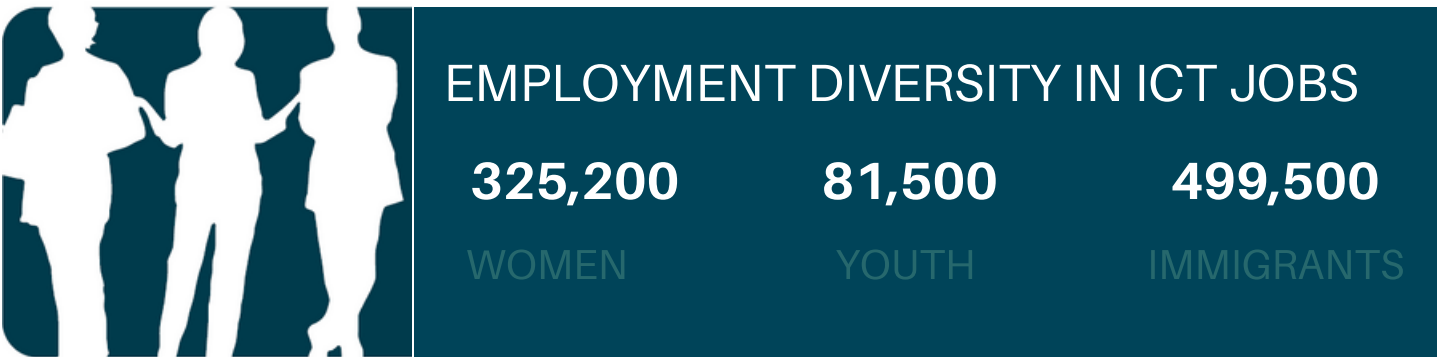 EMPLOYMENT DIVERSITY IN ICT JOBS
325,200 81,500 499,500
WOMEN YOUTH IMMIGRANTS